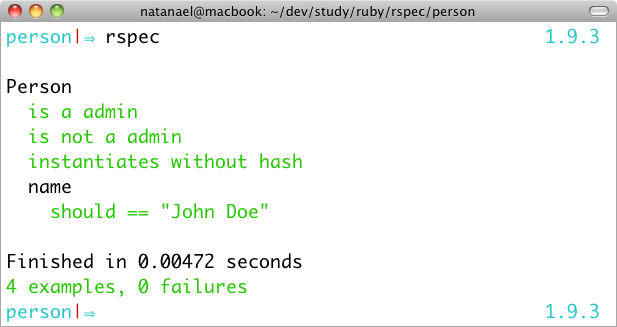 natanael@macbook: ~/dev/study/ruby/rspec/person
person|⇒ rspec 1.9.3
Person
is a admin
is not a admin
instantiates without hash
name
should == "John Doe"
Finished in 0.00472 seconds
4 examples, 0 failures
person|⇒ 1.9.3